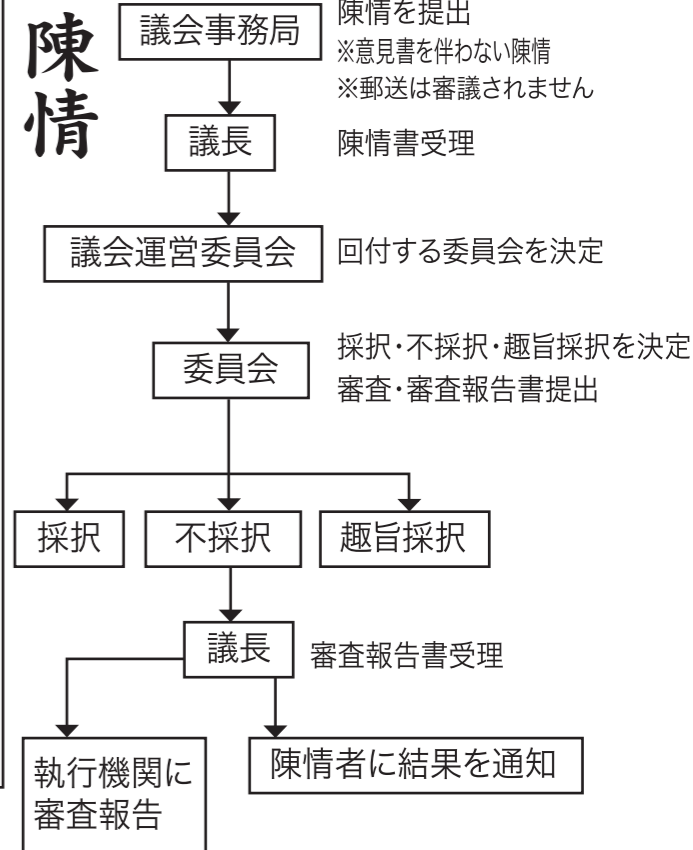 陳情
議会事務局
陳情を提出
※意見書を伴わない陳情
※郵送は審議されません
議長
陳情書受理
議会運営委員会
回付する委員会を決定
委員会
採択・不採択・趣旨採択を決定
審査・審査報告書提出
採択
不採択
趣旨採択
議長
審査報告書受理
執行機関に
審査報告
陳情者に結果を通知